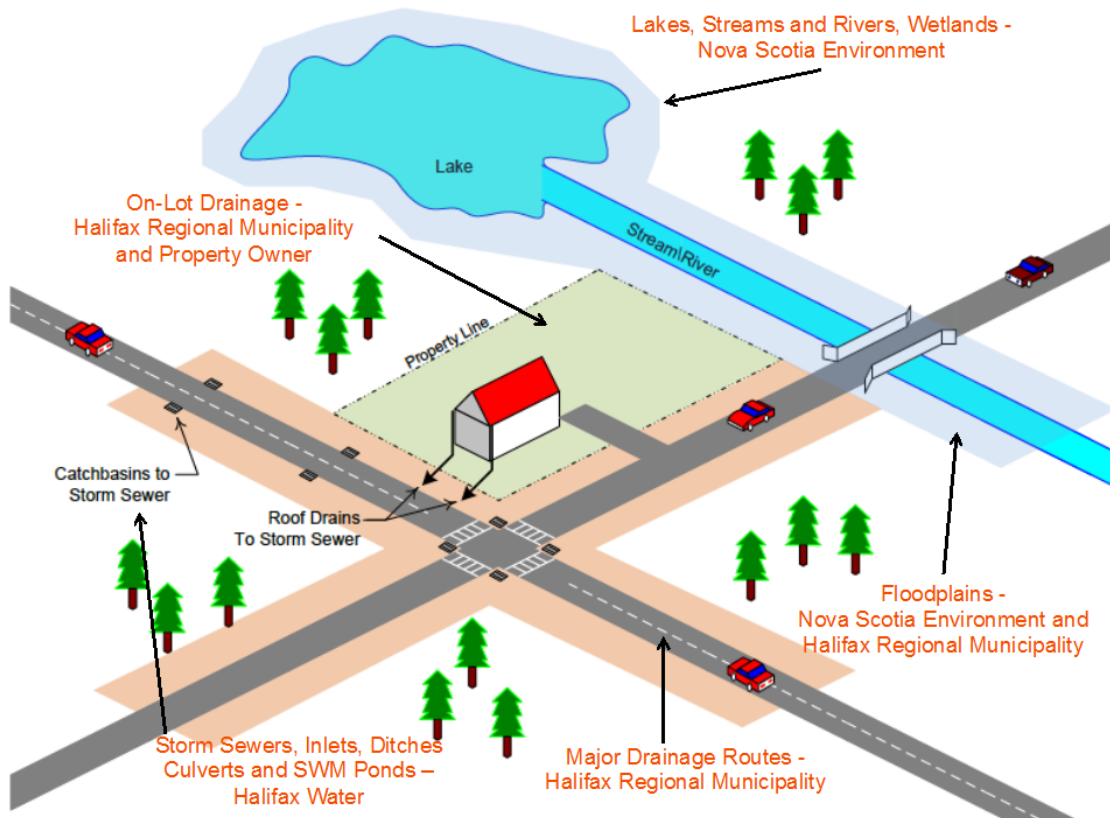 Lakes, Streams and Rivers, Wetlands -
Nova Scotia Environment
Lake
On-Lot Drainage -
Halifax Regional Municipality
and Property Owner
Stream\River
Property Line
Catchbasins to
Storm Sewer
Roof Drains
To Storm Sewer
Floodplains -
Nova Scotia Environment and
Halifax Regional Municipality
Storm Sewers, Inlets, Ditches
Culverts and SWM Ponds –
Halifax Water
Major Drainage Routes -
Halifax Regional Municipality